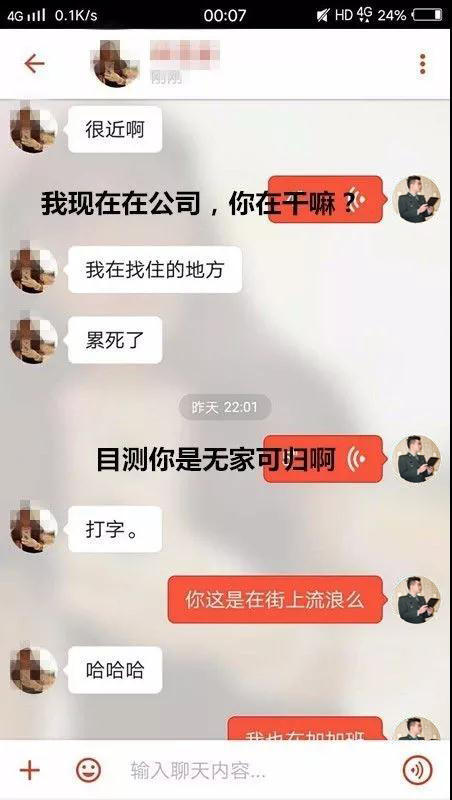 4G 0.1K/s 00:07 HD 4G 24%
刚刚
很近啊
我现在在公司，你在干嘛？
我在找住的地方
累死了
昨天 22:01
目测你是无家可归啊
打字。
你这是在街上流浪么
哈哈哈
我也在加加班
输入聊天内容...